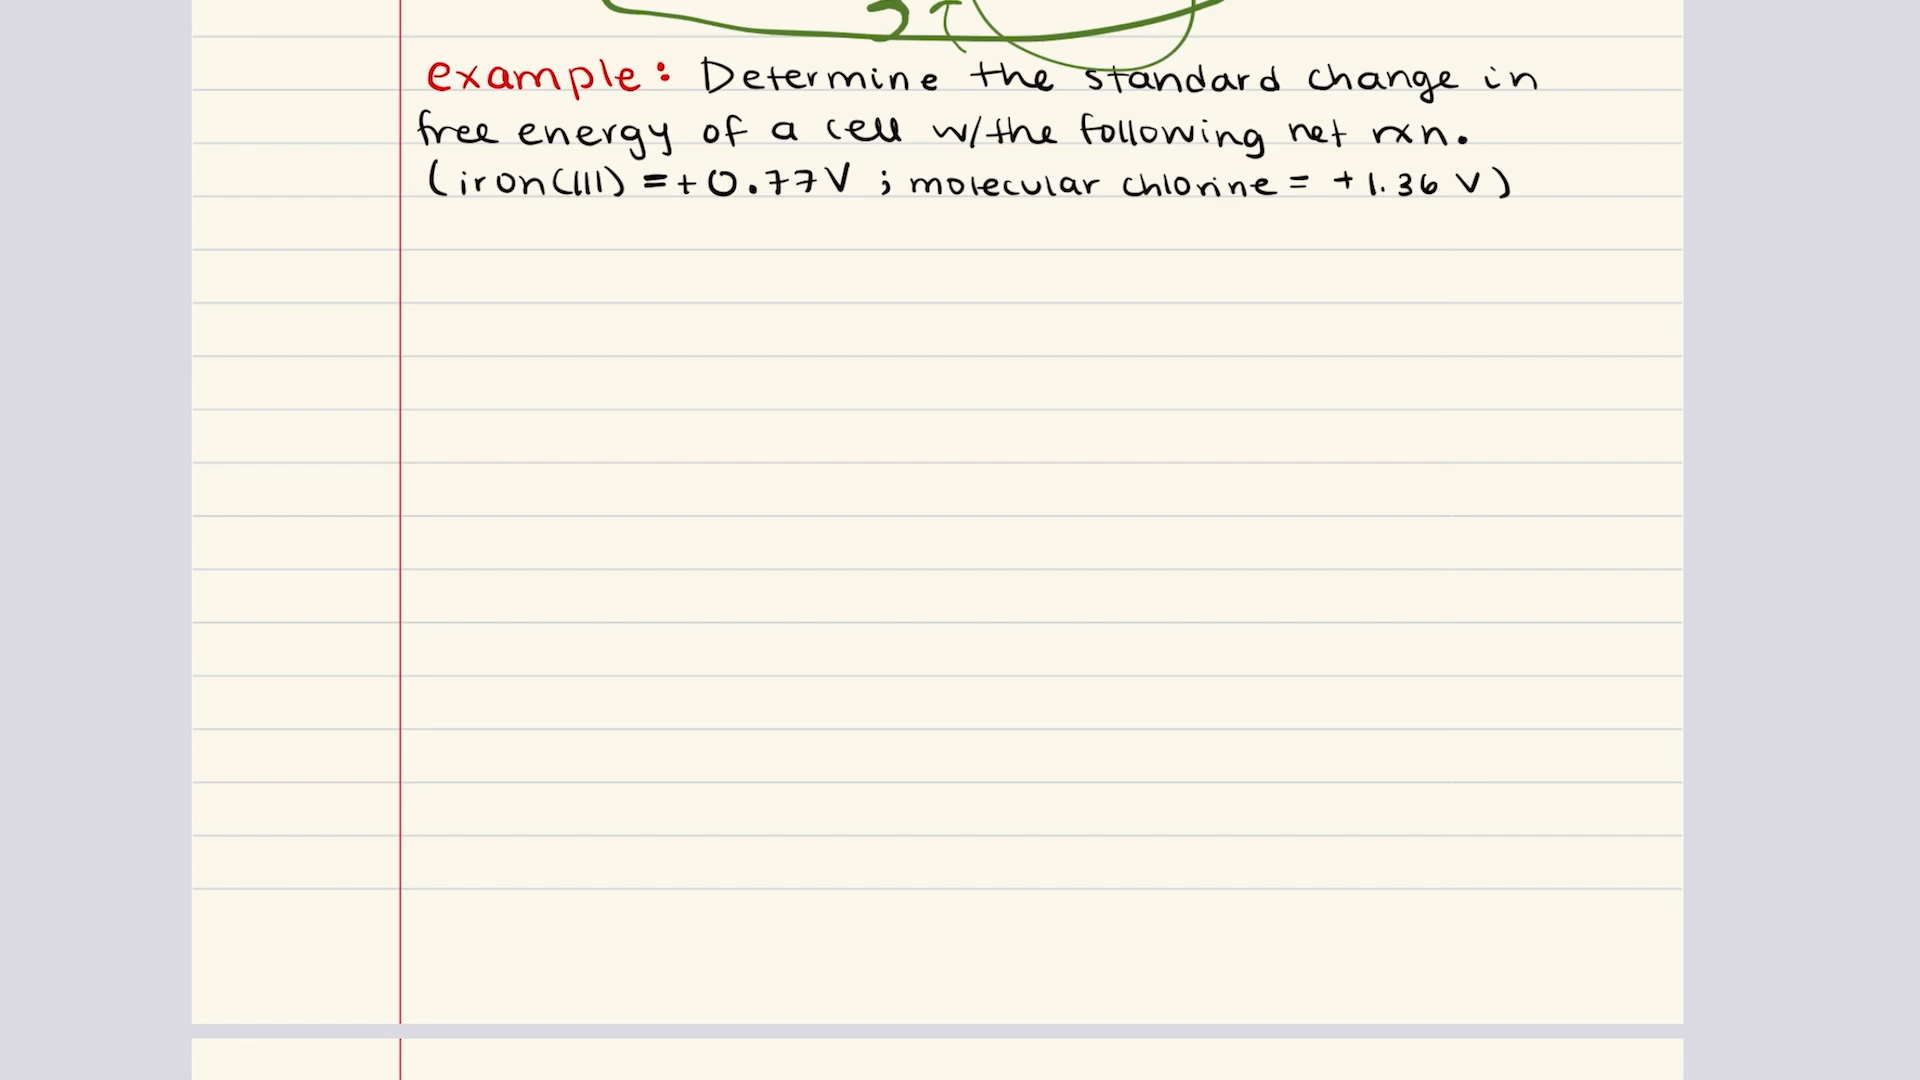 example: Determine the standard change in
free energy of a cell w/the following net rxn.
(iron(III) = +0.77V ; molecular chlorine = +1.36 V)